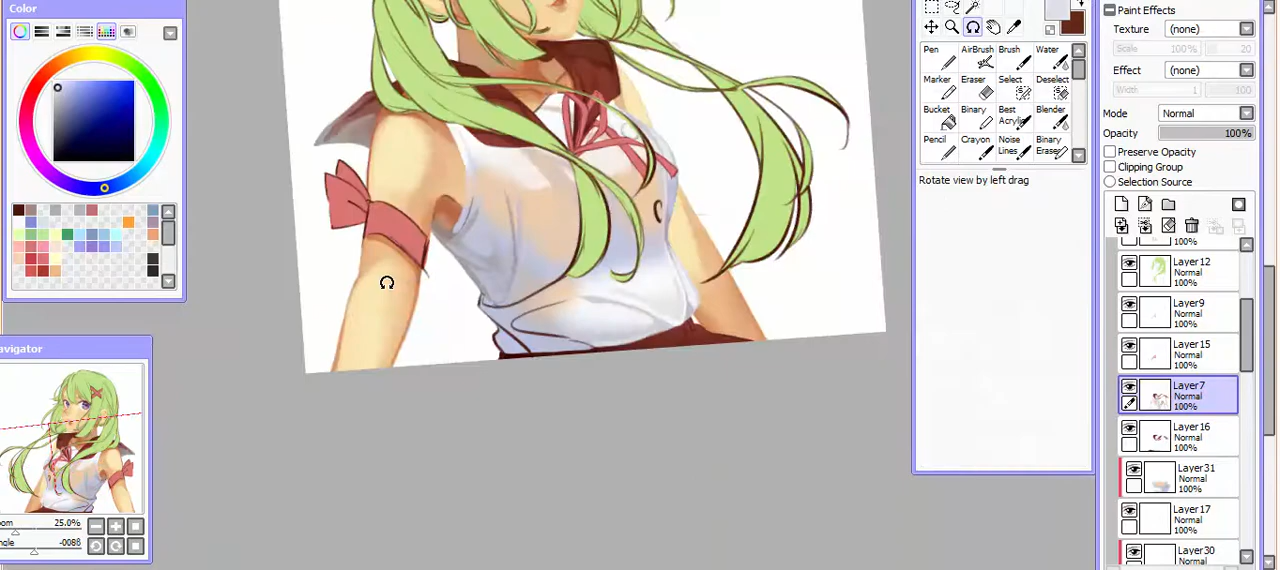 Color
avigator
oom
25.0%
ngle
-008
Pen
AirBrush
Brush
Water
Marker
Eraser
Select
Deselect
Bucket
Binary
Best
Acrylic
Blender
Pencil
Crayon
Noise
Lines
Binary
Eraser
Rotate view by left drag
Paint Effects
Texture
(none)
Scale
100%
20
Effect
(none)
Width
1
100
Mode
Normal
Opacity
100%
Preserve Opacity
Clipping Group
Selection Source
100%
Layer12
Normal
100%
Layer9
Normal
100%
Layer15
Normal
100%
Layer7
Normal
100%
Layer16
Normal
100%
Layer31
Normal
100%
Layer17
Normal
100%
Layer30
Normal